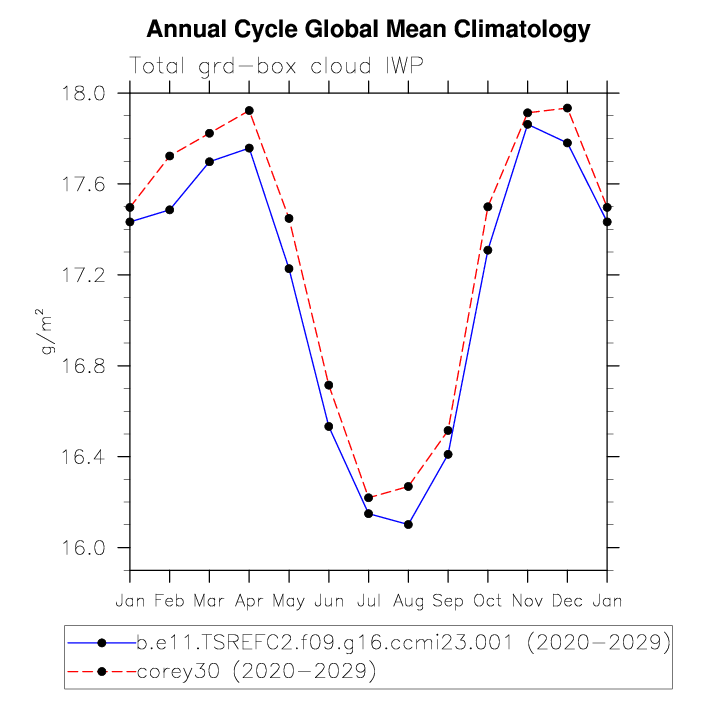 Annual Cycle Global Mean Climatology
Total grd-box cloud IWP
18.0
17.6
17.2
16.8
16.4
16.0
g/m²
Jan Feb Mar Apr May Jun Jul Aug Sep Oct Nov Dec Jan
b.e11.TSREFC2.f09.g16.ccmi23.001 (2020-2029)
corey30 (2020-2029)